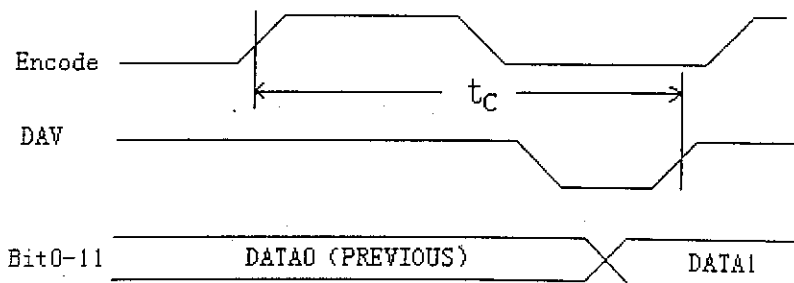 Encode
tC
DAV
Bit0-11 DATA0 (PREVIOUS) DATA1